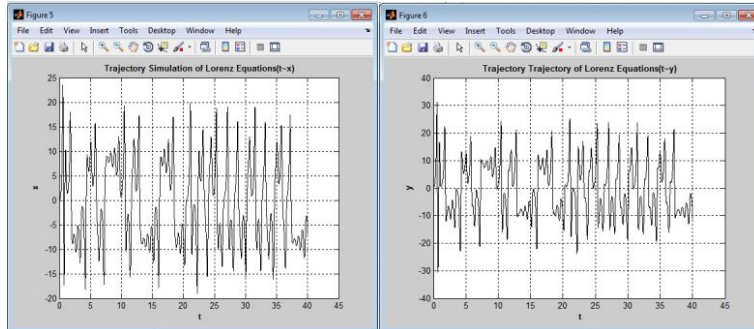 Figure 5
File Edit View Insert Tools Desktop Window Help
Trajectory Simulation of Lorenz Equations(t~x)
25
20
15
10
5
0
-5
-10
-15
-20
x
0 5 10 15 20 25 30 35 40 45
t
Figure 6
File Edit View Insert Tools Desktop Window Help
Trajectory Trajectory of Lorenz Equations(t~y)
40
30
20
10
0
-10
-20
-30
-40
y
0 5 10 15 20 25 30 35 40 45
t